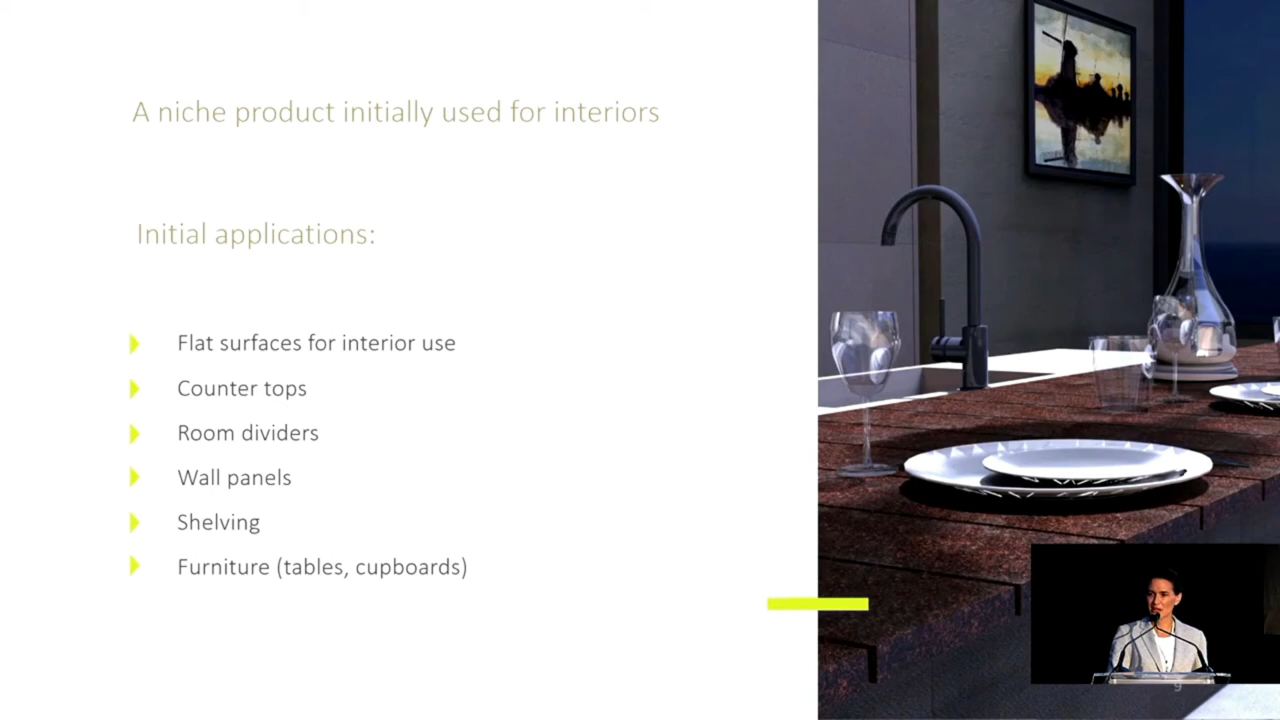 A niche product initially used for interiors
Initial applications:
Flat surfaces for interior use
Counter tops
Room dividers
Wall panels
Shelving
Furniture (tables, cupboards)
9